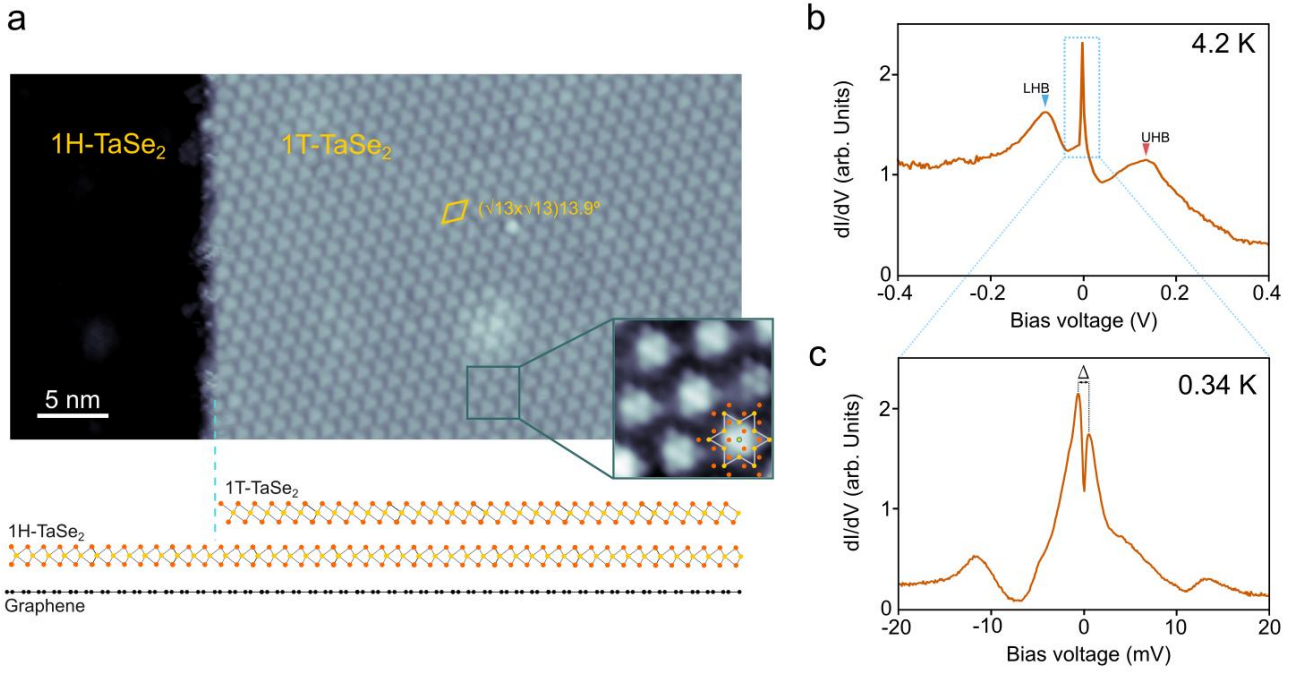 a
1H-TaSe₂
1T-TaSe₂
(√13x√13)13.9º
5 nm
1T-TaSe₂
1H-TaSe₂
Graphene
b
4.2 K
LHB
UHB
dI/dV (arb. Units)
2
1
0
-0.4
-0.2
0
0.2
0.4
Bias voltage (V)
c
0.34 K
Δ
dI/dV (arb. Units)
2
1
0
-20
-10
0
10
20
Bias voltage (mV)